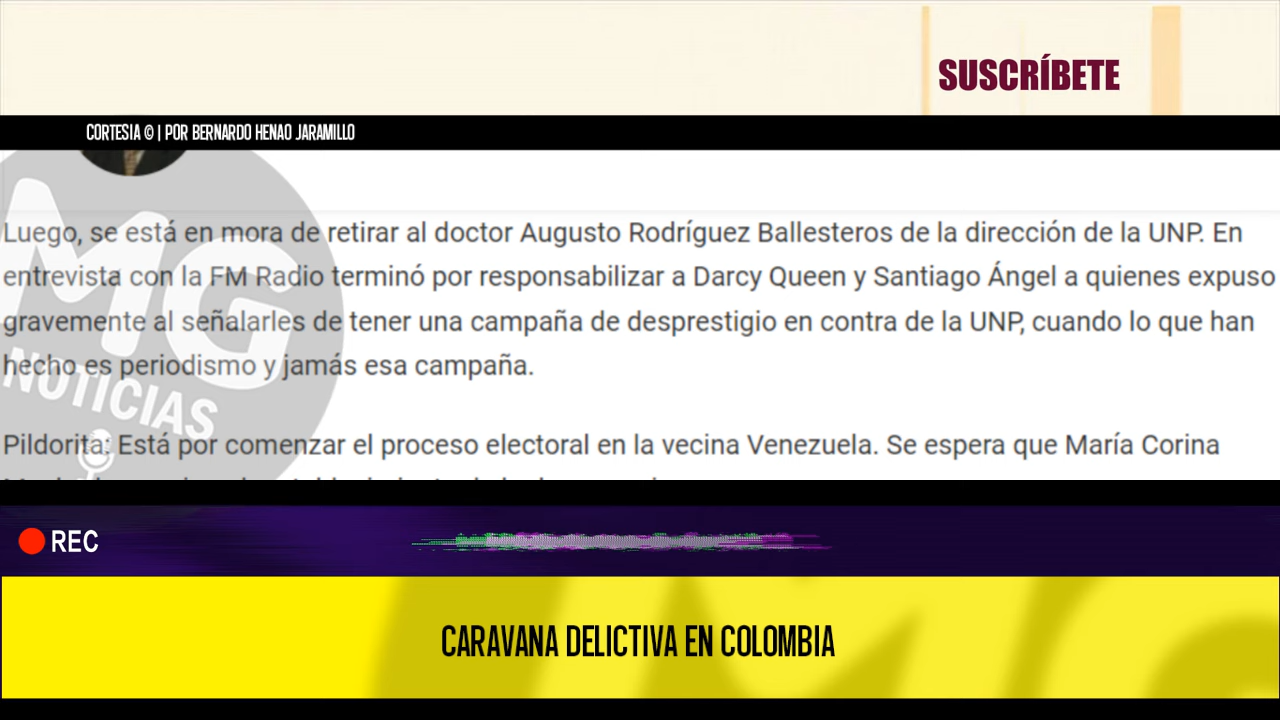 SUSCRÍBETE
CORTESIA © | POR BERNARDO HENAO JARAMILLO
Luego, se está en mora de retirar al doctor Augusto Rodríguez Ballesteros de la dirección de la UNP. En
entrevista con la FM Radio terminó por responsabilizar a Darcy Queen y Santiago Ángel a quienes expuso
gravemente al señalarles de tener una campaña de desprestigio en contra de la UNP, cuando lo que han
hecho es periodismo y jamás esa campaña.
MG
NOTICIAS
Pildorita: Está por comenzar el proceso electoral en la vecina Venezuela. Se espera que María Corina
REC
CARAVANA DELICTIVA EN COLOMBIA